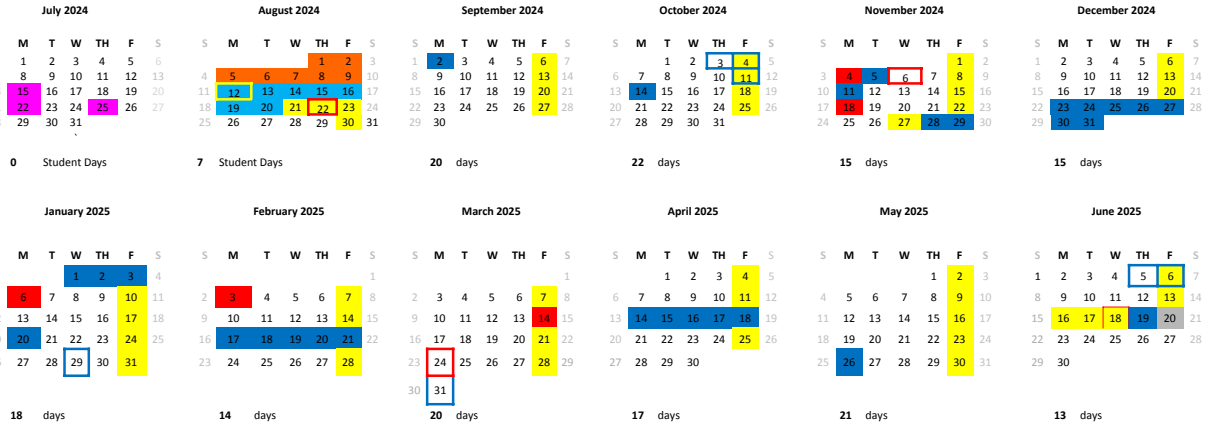 July 2024
M T W TH F S
1 2 3 4 5 6
8 9 10 11 12 13
15 16 17 18 19 20
22 23 24 25 26 27
29 30 31
`
0 Student Days
August 2024
S M T W TH F S
1 2 3
4 5 6 7 8 9 10
11 12 13 14 15 16 17
18 19 20 21 22 23 24
25 26 27 28 29 30 31
7 Student Days
September 2024
S M T W TH F S
1 2 3 4 5 6 7
8 9 10 11 12 13 14
15 16 17 18 19 20 21
22 23 24 25 26 27 28
29 30
20 days
October 2024
S M T W TH F S
1 2 3 4 5
6 7 8 9 10 11 12
13 14 15 16 17 18 19
20 21 22 23 24 25 26
27 28 29 30 31
22 days
November 2024
S M T W TH F S
1 2
3 4 5 6 7 8 9
10 11 12 13 14 15 16
17 18 19 20 21 22 23
24 25 26 27 28 29 30
15 days
December 2024
S M T W TH F S
1 2 3 4 5 6 7
8 9 10 11 12 13 14
15 16 17 18 19 20 21
22 23 24 25 26 27 28
29 30 31
15 days
January 2025
M T W TH F S
1 2 3 4
6 7 8 9 10 11
13 14 15 16 17 18
20 21 22 23 24 25
27 28 29 30 31
18 days
February 2025
S M T W TH F S
1
2 3 4 5 6 7 8
9 10 11 12 13 14 15
16 17 18 19 20 21 22
23 24 25 26 27 28
14 days
March 2025
S M T W TH F S
1
2 3 4 5 6 7 8
9 10 11 12 13 14 15
16 17 18 19 20 21 22
23 24 25 26 27 28 29
30 31
20 days
April 2025
S M T W TH F S
1 2 3 4 5
6 7 8 9 10 11 12
13 14 15 16 17 18 19
20 21 22 23 24 25 26
27 28 29 30
17 days
May 2025
S M T W TH F S
1 2 3
4 5 6 7 8 9 10
11 12 13 14 15 16 17
18 19 20 21 22 23 24
25 26 27 28 29 30 31
21 days
June 2025
S M T W TH F S
1 2 3 4 5 6 7
8 9 10 11 12 13 14
15 16 17 18 19 20 21
22 23 24 25 26 27 28
29 30
13 days